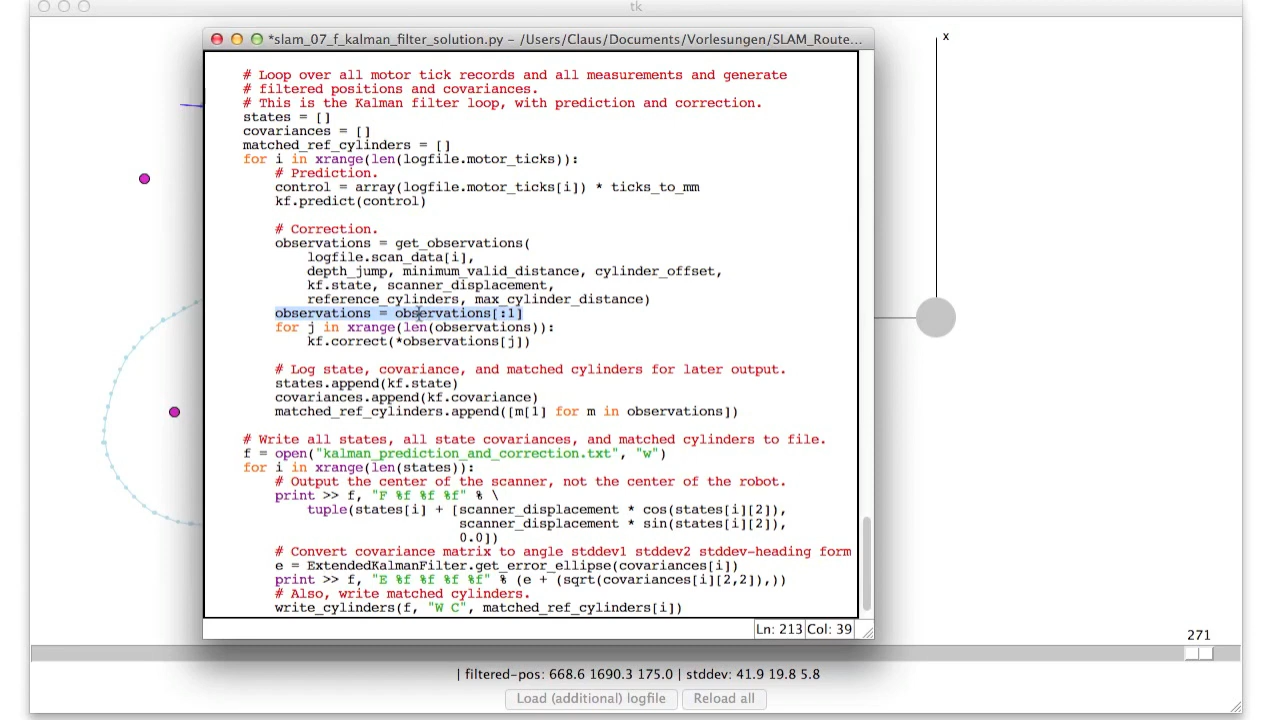 tk
x
*slam_07_f_kalman_filter_solution.py – /Users/Claus/Documents/Vorlesungen/SLAM_Route...
# Loop over all motor tick records and all measurements and generate
# filtered positions and covariances.
# This is the Kalman filter loop, with prediction and correction.
states = []
covariances = []
matched_ref_cylinders = []
for i in xrange(len(logfile.motor_ticks)):
# Prediction.
control = array(logfile.motor_ticks[i]) * ticks_to_mm
kf.predict(control)
# Correction.
observations = get_observations(
logfile.scan_data[i],
depth_jump, minimum_valid_distance, cylinder_offset,
kf.state, scanner_displacement,
reference_cylinders, max_cylinder_distance)
observations = observations[:1]
for j in xrange(len(observations)):
kf.correct(*observations[j])
# Log state, covariance, and matched cylinders for later output.
states.append(kf.state)
covariances.append(kf.covariance)
matched_ref_cylinders.append([m[1] for m in observations])
# Write all states, all state covariances, and matched cylinders to file.
f = open("kalman_prediction_and_correction.txt", "w")
for i in xrange(len(states)):
# Output the center of the scanner, not the center of the robot.
print >> f, "F %f %f %f" % \
tuple(states[i] + [scanner_displacement * cos(states[i][2]),
scanner_displacement * sin(states[i][2]),
0.0])
# Convert covariance matrix to angle stddev1 stddev2 stddev-heading form
e = ExtendedKalmanFilter.get_error_ellipse(covariances[i])
print >> f, "E %f %f %f %f" % (e + (sqrt(covariances[i][2,2]),))
# Also, write matched cylinders.
write_cylinders(f, "W C", matched_ref_cylinders[i])
Ln: 213 Col: 39
271
| filtered-pos: 668.6 1690.3 175.0 | stddev: 41.9 19.8 5.8
Load (additional) logfile Reload all